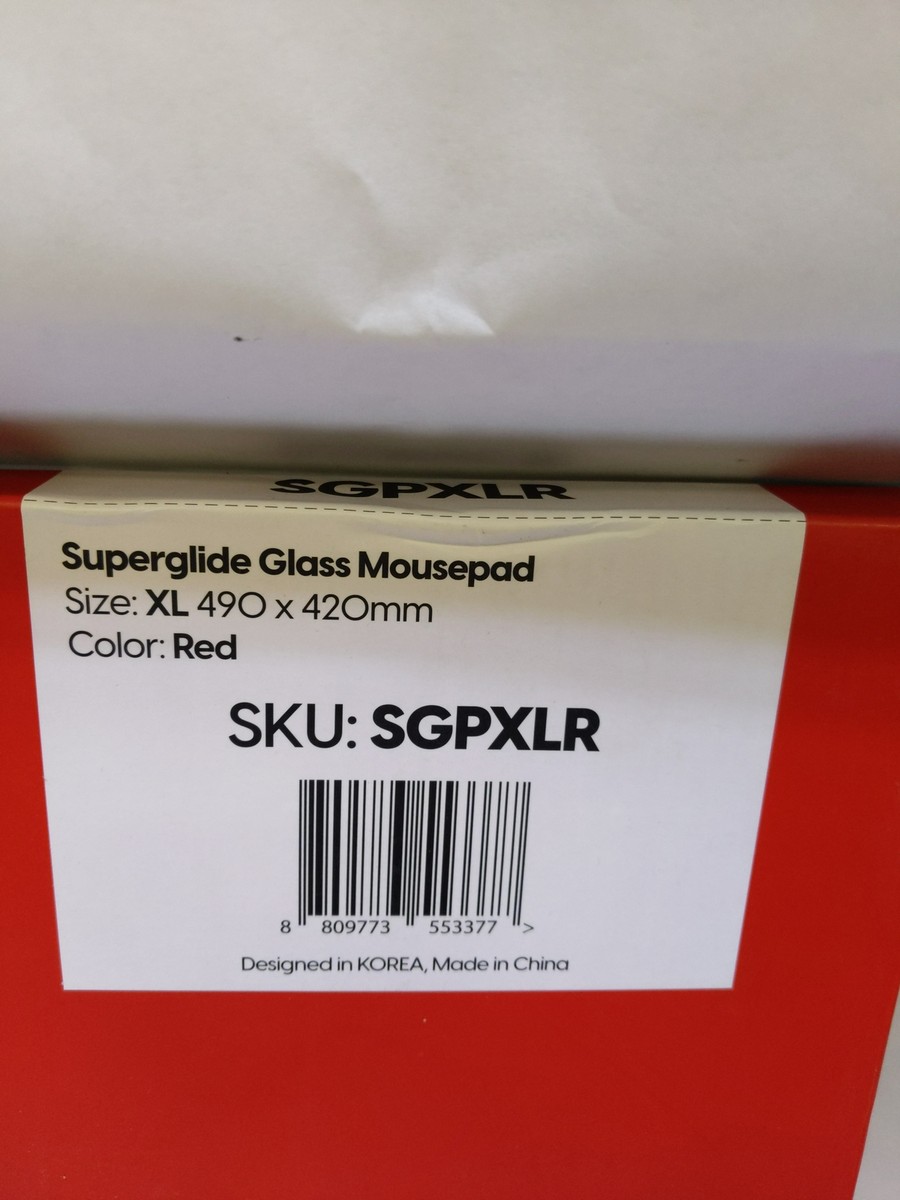 SGPXLR
Superglide Glass Mousepad
Size: XL 490 x 420mm
Color: Red
SKU: SGPXLR
8 809773 553377 >
Designed in KOREA, Made in China